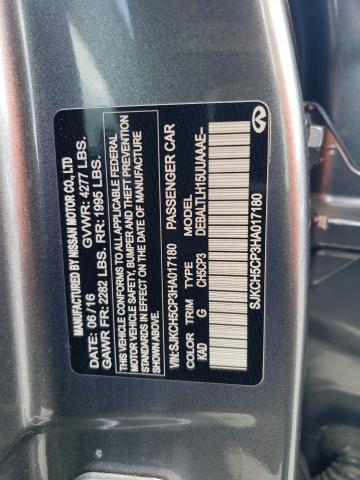 MANUFACTURED BY NISSAN MOTOR CO., LTD
DATE: 06 / 16 GVWR: 4277 LBS.
GAWR FR: 2282 LBS. RR: 1995 LBS.
THIS VEHICLE CONFORMS TO ALL APPLICABLE FEDERAL
MOTOR VEHICLE SAFETY, BUMPER AND THEFT PREVENTION
STANDARDS IN EFFECT ON THE DATE OF MANUFACTURE
SHOWN ABOVE.
VIN:SJKCH5CP3HA017180 PASSENGER CAR
COLOR TRIM TYPE MODEL
KAD G CH5CP3 DEBALTLH15UUAAAE--
SJKCH5CP3HA017180
INFINITI